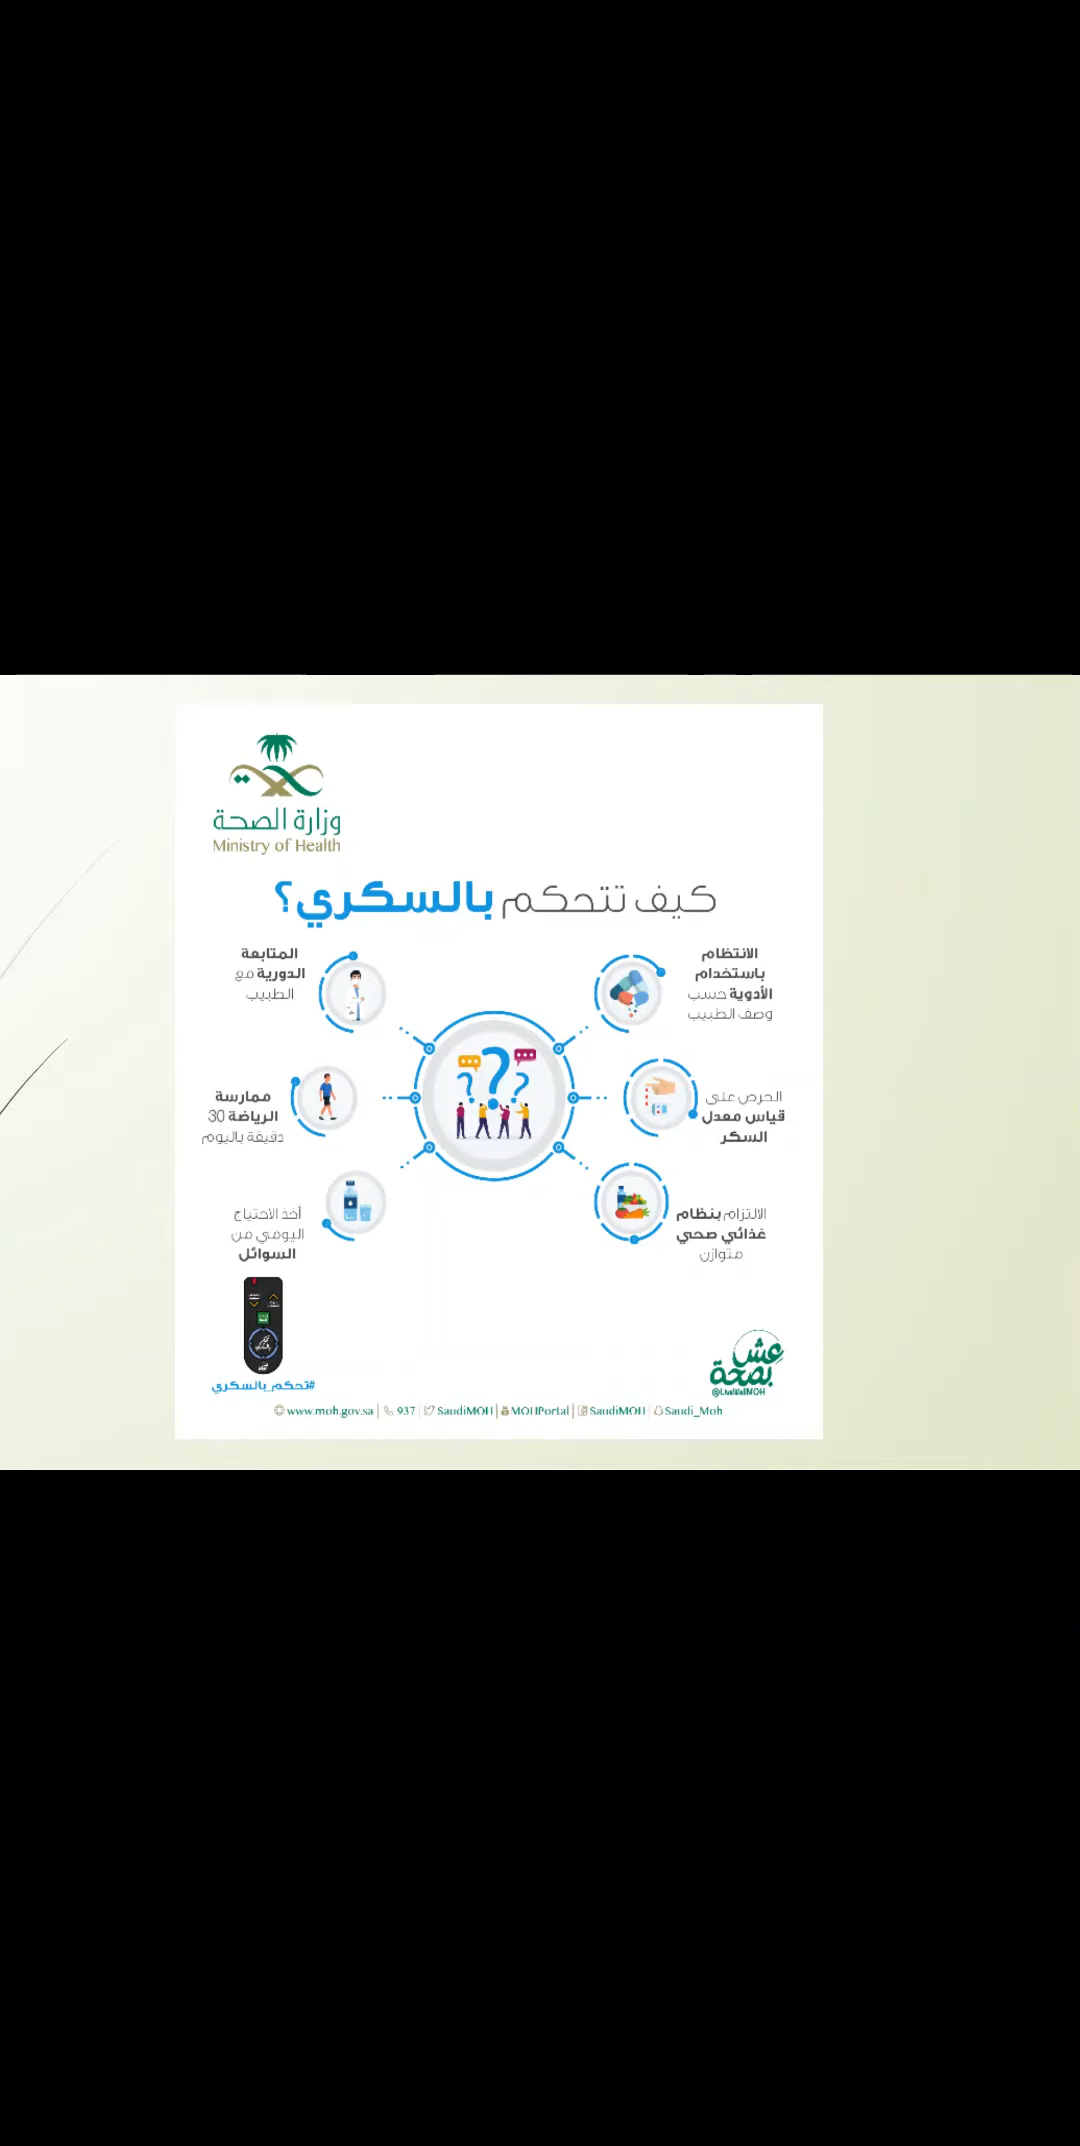 وزارة الصحة
Ministry of Health
كيف تتحكم بالسكري؟
الانتظام
باستخدام
الأدوية حسب
وصف الطبيب
الحرص على
قياس معدل
السكر
الالتزام بنظام
غذائي صحي
متوازن
المتابعة
الدورية مع
الطبيب
ممارسة
الرياضة 30
دقيقة باليوم
أخذ الاحتياج
اليومي من
السوائل
#تحكم_بالسكري
عش بصحة
@LiveWellMOH
www.moh.gov.sa | 937 | SaudiMOH | MOHPortal | SaudiMOH | Saudi_Moh